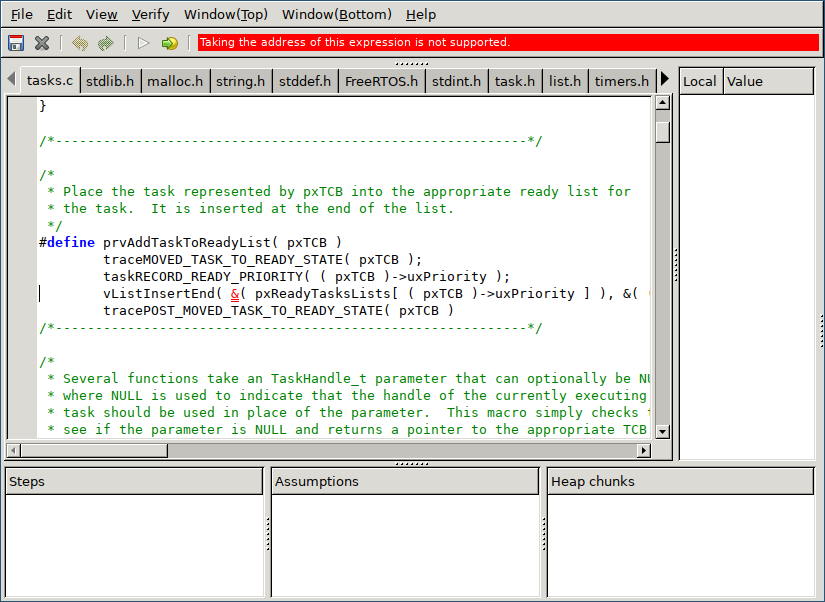 File Edit View Verify Window(Top) Window(Bottom) Help
Taking the address of this expression is not supported.
tasks.c stdlib.h malloc.h string.h stddef.h FreeRTOS.h stdint.h task.h list.h timers.h
Local Value
}
/*-----------------------------------------------------------*/
/*
* Place the task represented by pxTCB into the appropriate ready list for
* the task.  It is inserted at the end of the list.
*/
#define prvAddTaskToReadyList( pxTCB )
traceMOVED_TASK_TO_READY_STATE( pxTCB );
taskRECORD_READY_PRIORITY( ( pxTCB )->uxPriority );
vListInsertEnd( &( pxReadyTasksLists[ ( pxTCB )->uxPriority ] ), &( (
tracePOST_MOVED_TASK_TO_READY_STATE( pxTCB )
/*-----------------------------------------------------------*/
/*
* Several functions take an TaskHandle_t parameter that can optionally be NU
* where NULL is used to indicate that the handle of the currently executing
* task should be used in place of the parameter.  This macro simply checks t
* see if the parameter is NULL and returns a pointer to the appropriate TCB
Steps
Assumptions
Heap chunks